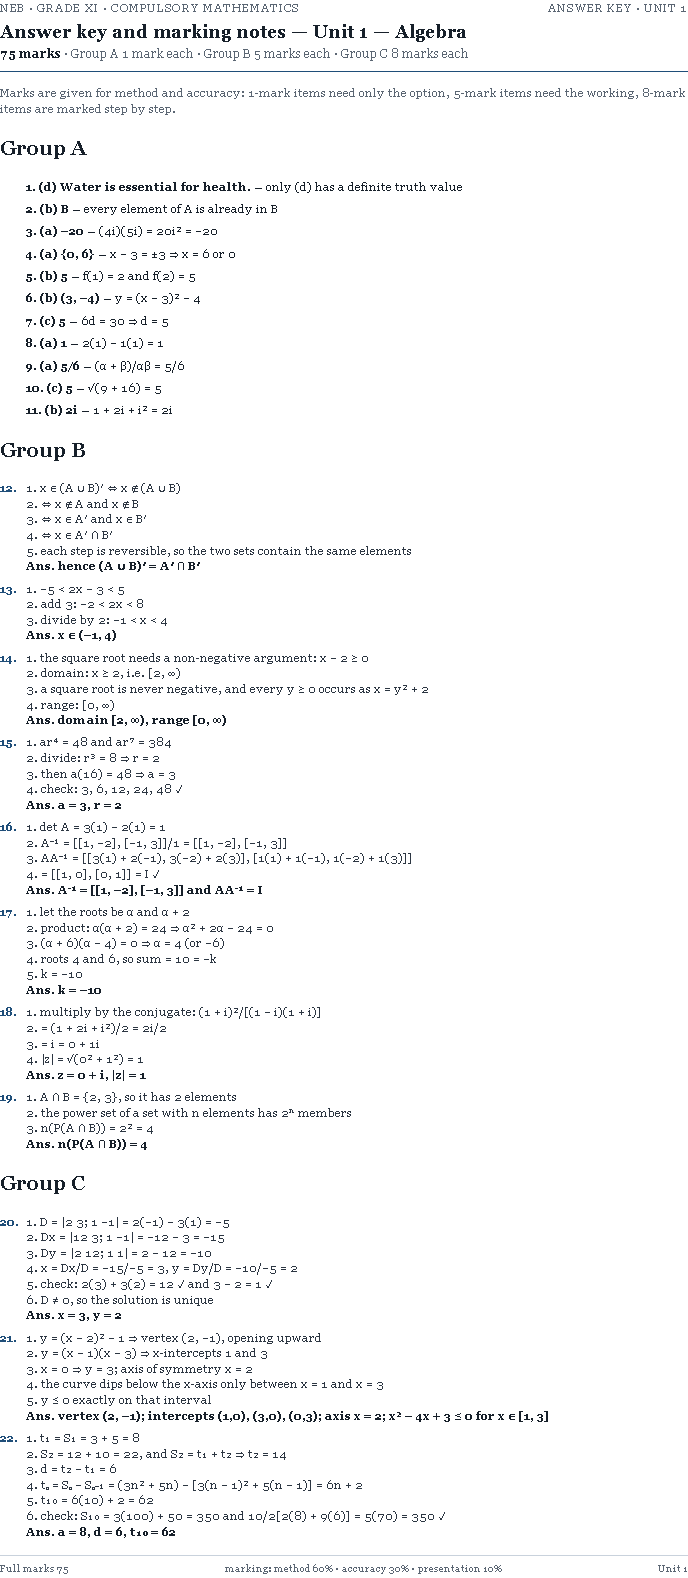 NEB • GRADE XI • COMPULSORY MATHEMATICS ANSWER KEY • UNIT 1
Answer key and marking notes — Unit 1 — Algebra
75 marks • Group A 1 mark each • Group B 5 marks each • Group C 8 marks each
Marks are given for method and accuracy: 1-mark items need only the option, 5-mark items need the working, 8-mark
items are marked step by step.
Group A
1. (d) Water is essential for health. — only (d) has a definite truth value
2. (b) B — every element of A is already in B
3. (a) −20 — (4i)(5i) = 20i² = −20
4. (a) {0, 6} — x − 3 = ±3 ⇒ x = 6 or 0
5. (b) 5 — f(1) = 2 and f(2) = 5
6. (b) (3, −4) — y = (x − 3)² − 4
7. (c) 5 — 6d = 30 ⇒ d = 5
8. (a) 1 — 2(1) − 1(1) = 1
9. (a) 5/6 — (α + β)/αβ = 5/6
10. (c) 5 — √(9 + 16) = 5
11. (b) 2i — 1 + 2i + i² = 2i
Group B
12. 1. x ∈ (A ∪ B)′ ⇔ x ∉ (A ∪ B)
2. ⇔ x ∉ A and x ∉ B
3. ⇔ x ∈ A′ and x ∈ B′
4. ⇔ x ∈ A′ ∩ B′
5. each step is reversible, so the two sets contain the same elements
Ans. hence (A ∪ B)′ = A′ ∩ B′
13. 1. −5 < 2x − 3 < 5
2. add 3: −2 < 2x < 8
3. divide by 2: −1 < x < 4
Ans. x ∈ (−1, 4)
14. 1. the square root needs a non-negative argument: x − 2 ≥ 0
2. domain: x ≥ 2, i.e. [2, ∞)
3. a square root is never negative, and every y ≥ 0 occurs as x = y² + 2
4. range: [0, ∞)
Ans. domain [2, ∞), range [0, ∞)
15. 1. ar⁴ = 48 and ar⁷ = 384
2. divide: r³ = 8 ⇒ r = 2
3. then a(16) = 48 ⇒ a = 3
4. check: 3, 6, 12, 24, 48 ✓
Ans. a = 3, r = 2
16. 1. det A = 3(1) − 2(1) = 1
2. A⁻¹ = [[1, −2], [−1, 3]]/1 = [[1, −2], [−1, 3]]
3. AA⁻¹ = [[3(1) + 2(−1), 3(−2) + 2(3)], [1(1) + 1(−1), 1(−2) + 1(3)]]
4. = [[1, 0], [0, 1]] = I ✓
Ans. A⁻¹ = [[1, −2], [−1, 3]] and AA⁻¹ = I
17. 1. let the roots be α and α + 2
2. product: α(α + 2) = 24 ⇒ α² + 2α − 24 = 0
3. (α + 6)(α − 4) = 0 ⇒ α = 4 (or −6)
4. roots 4 and 6, so sum = 10 = −k
5. k = −10
Ans. k = −10
18. 1. multiply by the conjugate: (1 + i)²/[(1 − i)(1 + i)]
2. = (1 + 2i + i²)/2 = 2i/2
3. = i = 0 + 1i
4. |z| = √(0² + 1²) = 1
Ans. z = 0 + i, |z| = 1
19. 1. A ∩ B = {2, 3}, so it has 2 elements
2. the power set of a set with n elements has 2ⁿ members
3. n(P(A ∩ B)) = 2² = 4
Ans. n(P(A ∩ B)) = 4
Group C
20. 1. D = |2 3; 1 −1| = 2(−1) − 3(1) = −5
2. Dx = |12 3; 1 −1| = −12 − 3 = −15
3. Dy = |2 12; 1 1| = 2 − 12 = −10
4. x = Dx/D = −15/−5 = 3, y = Dy/D = −10/−5 = 2
5. check: 2(3) + 3(2) = 12 ✓ and 3 − 2 = 1 ✓
6. D ≠ 0, so the solution is unique
Ans. x = 3, y = 2
21. 1. y = (x − 2)² − 1 ⇒ vertex (2, −1), opening upward
2. y = (x − 1)(x − 3) ⇒ x-intercepts 1 and 3
3. x = 0 ⇒ y = 3; axis of symmetry x = 2
4. the curve dips below the x-axis only between x = 1 and x = 3
5. y ≤ 0 exactly on that interval
Ans. vertex (2, −1); intercepts (1,0), (3,0), (0,3); axis x = 2; x² − 4x + 3 ≤ 0 for x ∈ [1, 3]
22. 1. t₁ = S₁ = 3 + 5 = 8
2. S₂ = 12 + 10 = 22, and S₂ = t₁ + t₂ ⇒ t₂ = 14
3. d = t₂ − t₁ = 6
4. tₙ = Sₙ − Sₙ₋₁ = (3n² + 5n) − [3(n − 1)² + 5(n − 1)] = 6n + 2
5. t₁₀ = 6(10) + 2 = 62
6. check: S₁₀ = 3(100) + 50 = 350 and 10/2[2(8) + 9(6)] = 5(70) = 350 ✓
Ans. a = 8, d = 6, t₁₀ = 62
Full marks 75 marking: method 60% • accuracy 30% • presentation 10% Unit 1